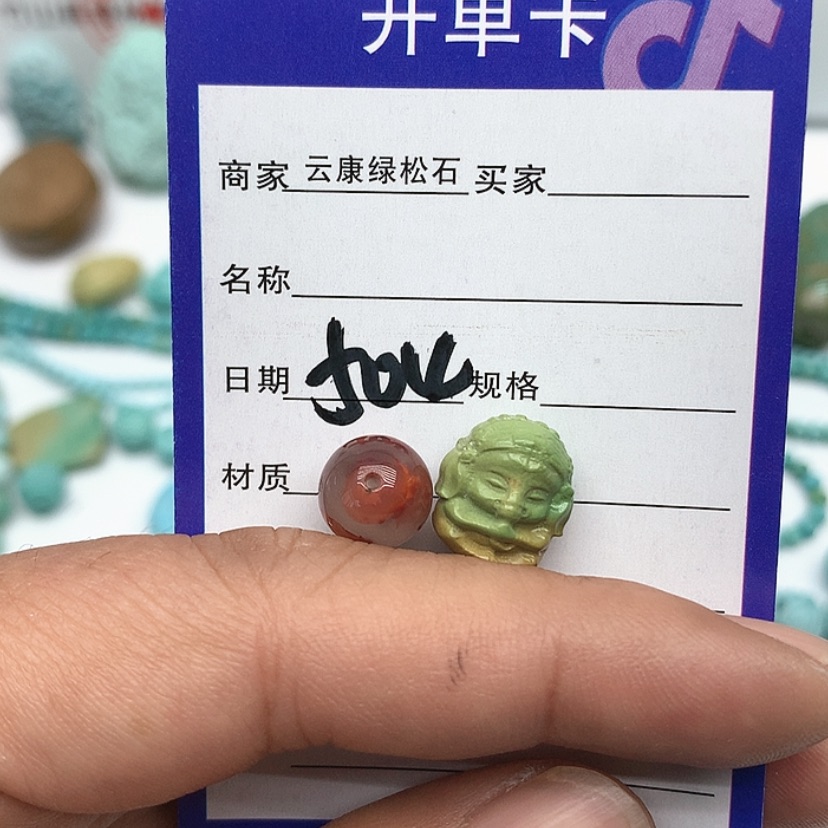 开单卡
商家 云康绿松石 买家
名称
日期 规格
材质